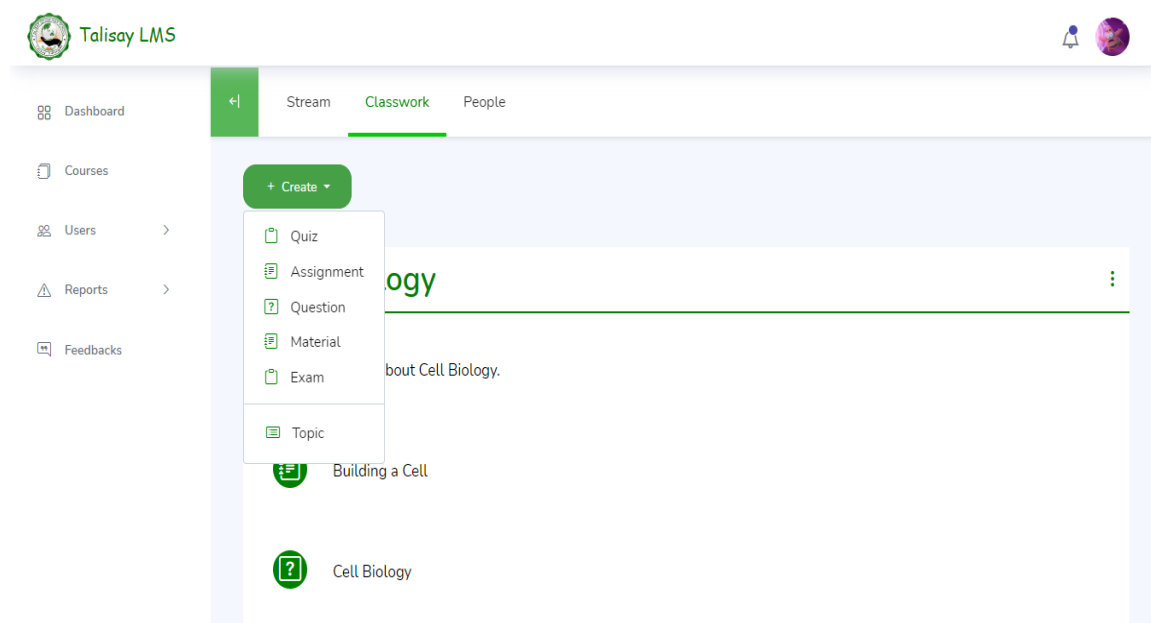 Talisay LMS
Dashboard
Courses
Users
Reports
Feedbacks
Stream Classwork People
+ Create
Quiz
Assignment
Question
Material
Exam
Topic
ogy
bout Cell Biology.
Building a Cell
Cell Biology